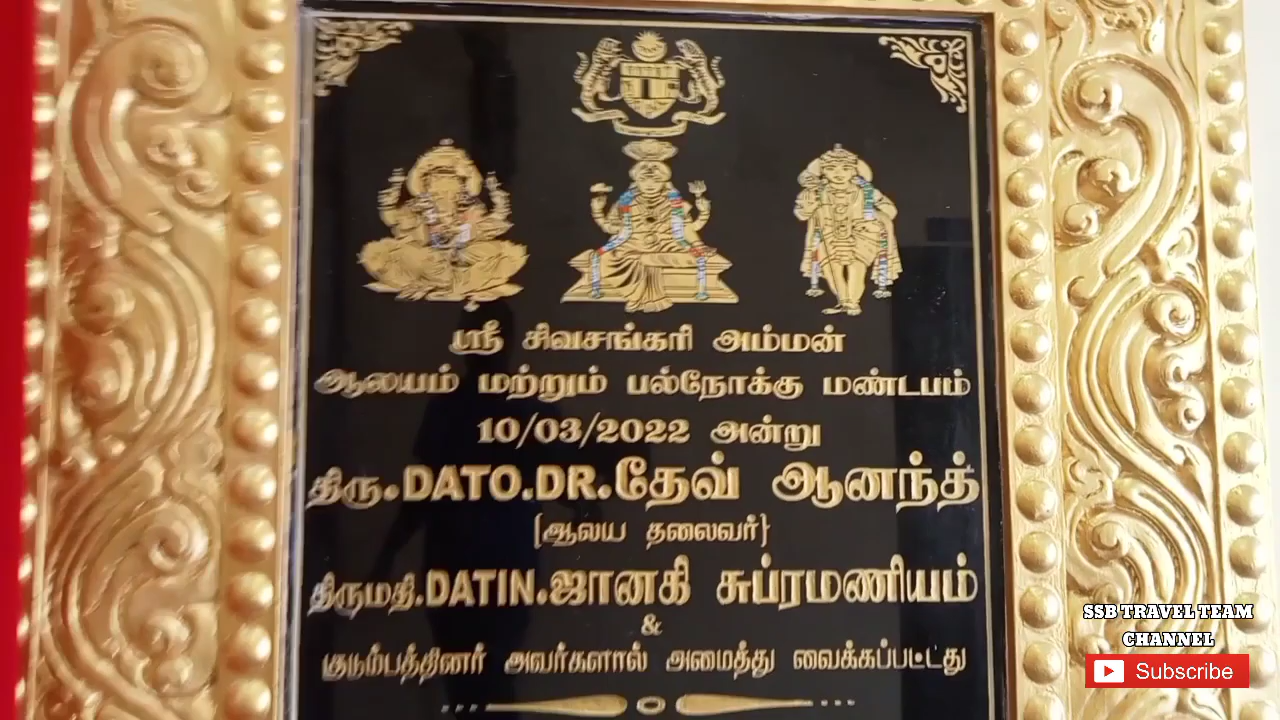 ஸ்ரீ சிவசங்கரி அம்மன்
ஆலயம் மற்றும் பல்நோக்கு மண்டபம்
10/03/2022 அன்று
திரு.DATO.DR.தேவ் ஆனந்த்
{ஆலய தலைவர்}
திருமதி.DATIN.ஜானகி சுப்ரமணியம்
&
குடும்பத்தினர் அவர்களால் அமைத்து வைக்கப்பட்டது
SSB TRAVEL TEAM
CHANNEL
Subscribe